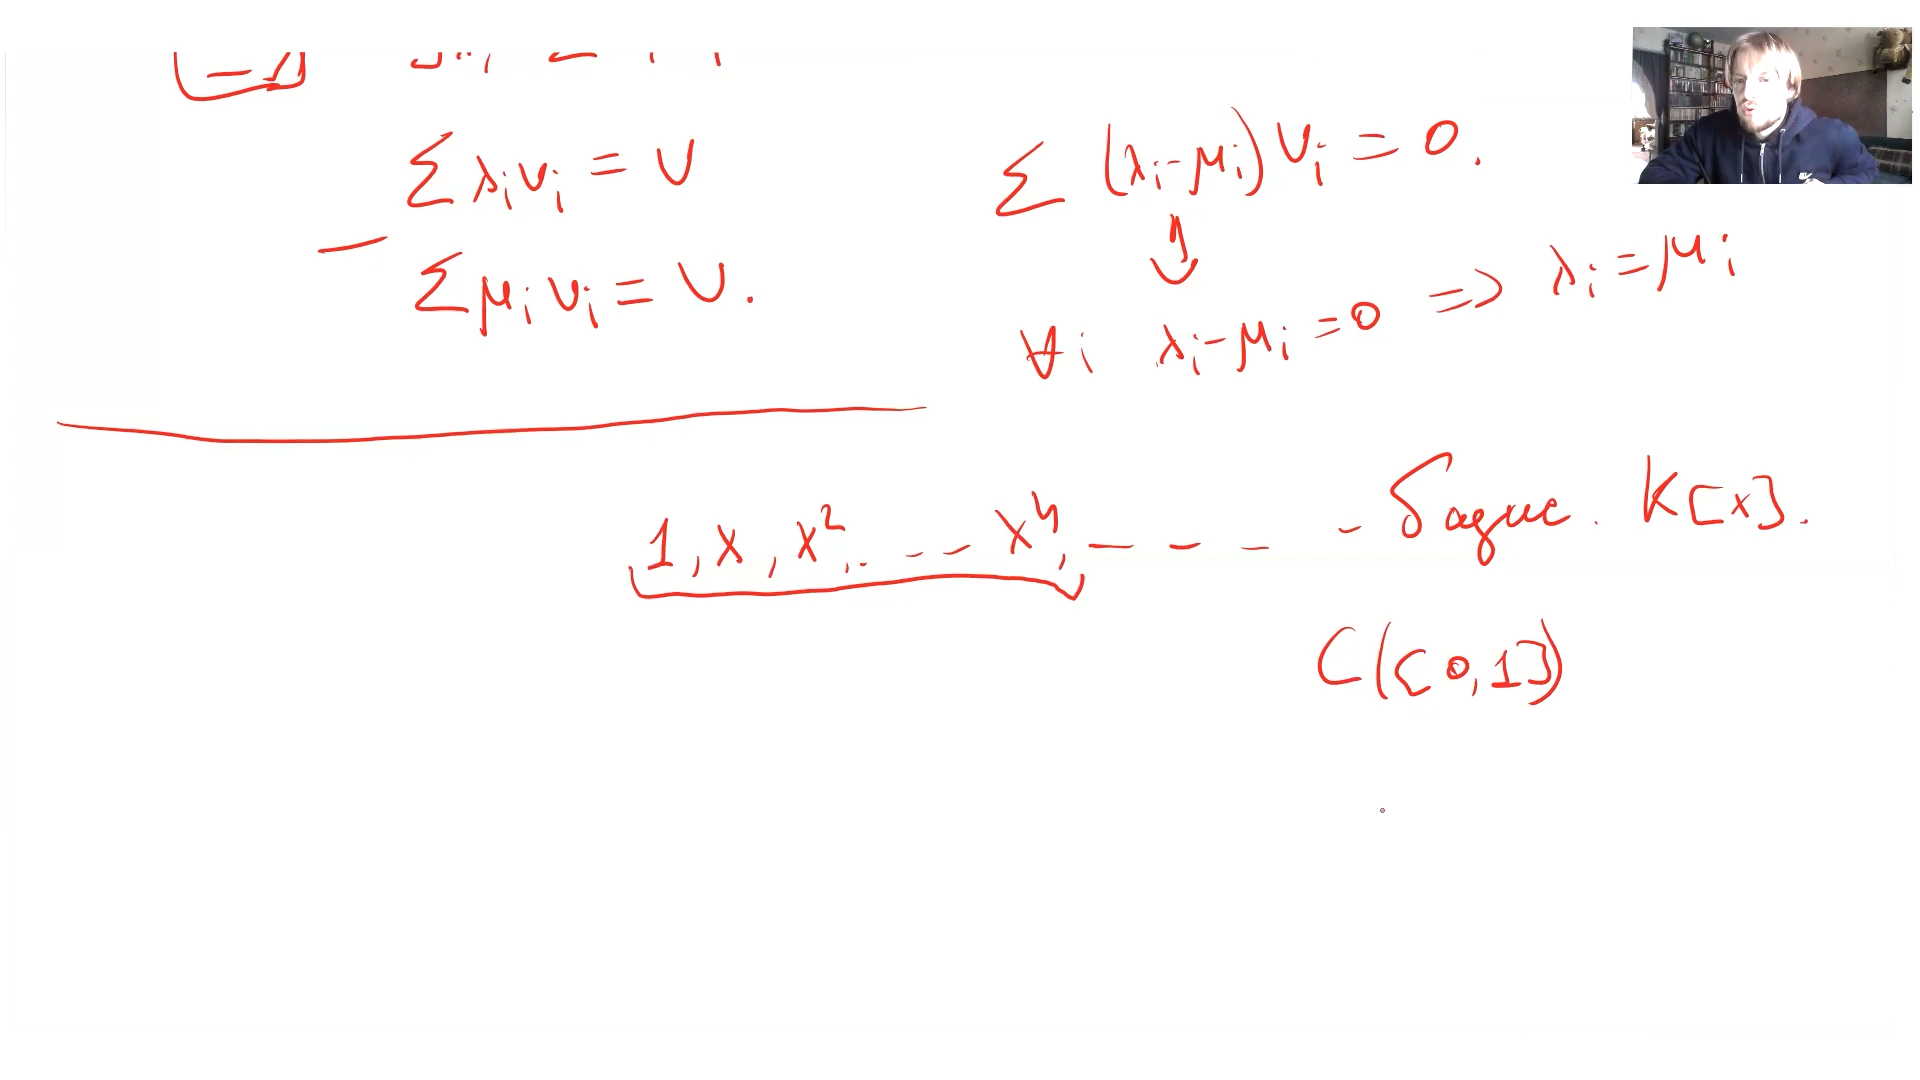 ∑ λᵢvᵢ = v
— ∑ μᵢvᵢ = v.
∑ (λᵢ-μᵢ)vᵢ = 0.
⇓
∀i λᵢ-μᵢ=0 ⇒ λᵢ=μᵢ
1, x, x², ... xⁿ, — — — - базис. K[x].
C([0,1])